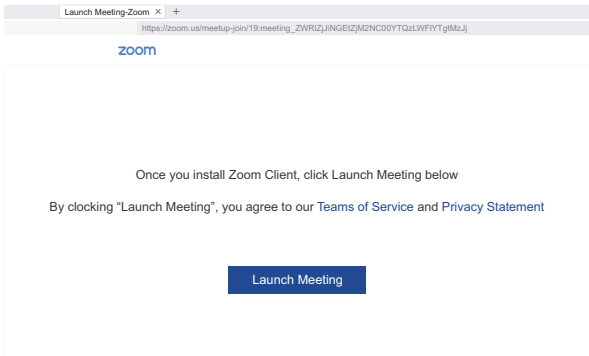 Launch Meeting-Zoom × +
https://zoom.us/meetup-join/19:meeting_ZWRlZjJiNGEtZjM2NC00YTQzLWFlYTgtMzJj
zoom
Once you install Zoom Client, click Launch Meeting below
By clocking “Launch Meeting”, you agree to our Teams of Service and Privacy Statement
Launch Meeting